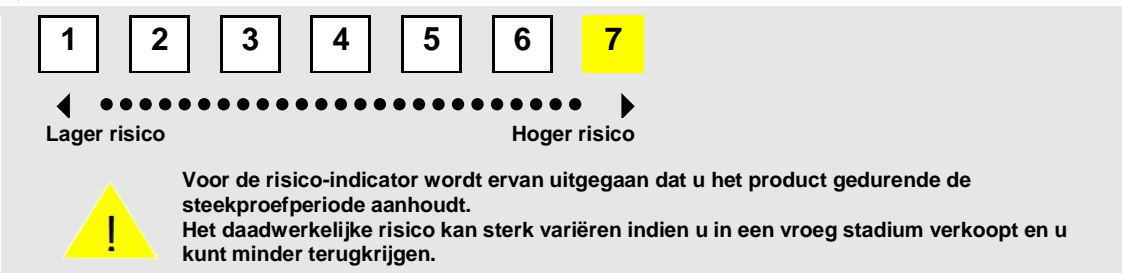 1 2 3 4 5 6 7
Lager risico Hoger risico
!
Voor de risico-indicator wordt ervan uitgegaan dat u het product gedurende de
steekproefperiode aanhoudt.
Het daadwerkelijke risico kan sterk variëren indien u in een vroeg stadium verkoopt en u
kunt minder terugkrijgen.